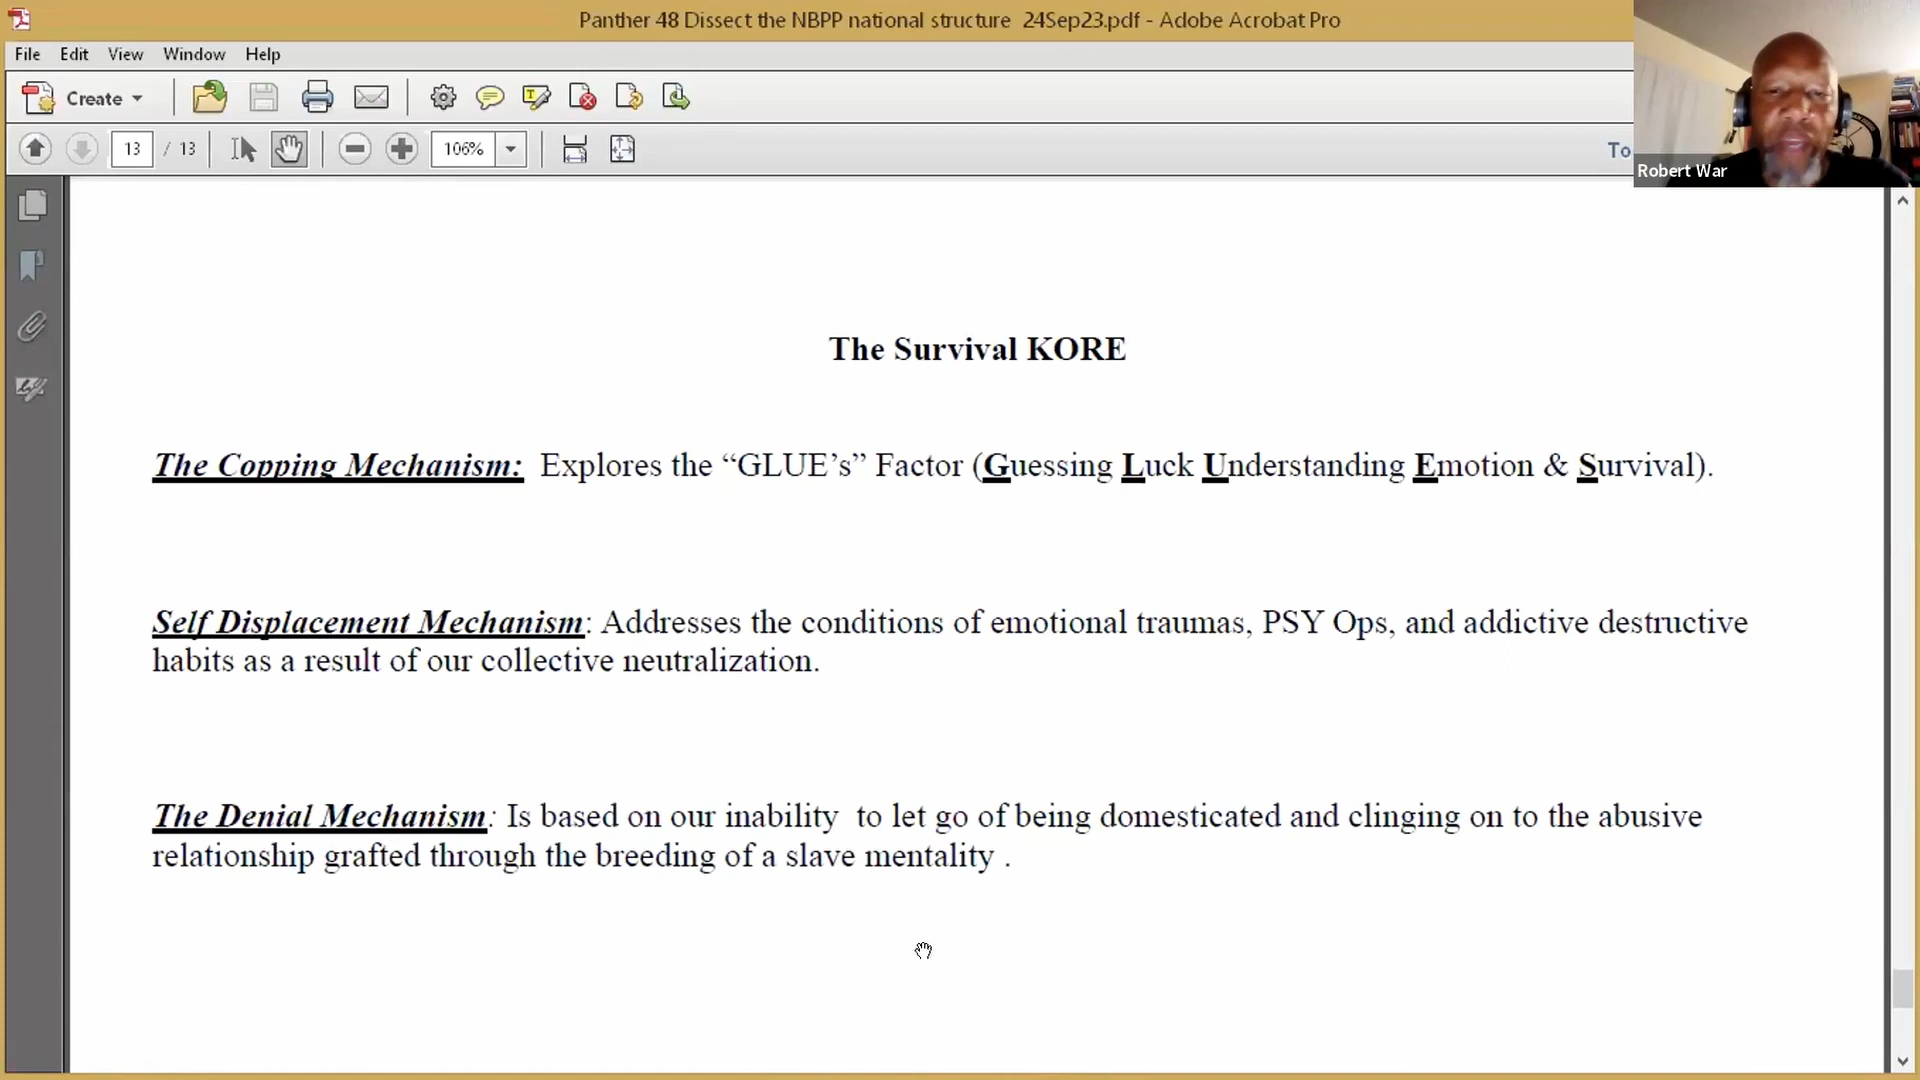 Panther 48 Dissect the NBPP national structure 24Sep23.pdf - Adobe Acrobat Pro
File Edit View Window Help
Create
13 / 13 106% To
Robert War
The Survival KORE
The Copping Mechanism: Explores the “GLUE’s” Factor (Guessing Luck Understanding Emotion & Survival).
Self Displacement Mechanism: Addresses the conditions of emotional traumas, PSY Ops, and addictive destructive
habits as a result of our collective neutralization.
The Denial Mechanism: Is based on our inability to let go of being domesticated and clinging on to the abusive
relationship grafted through the breeding of a slave mentality .